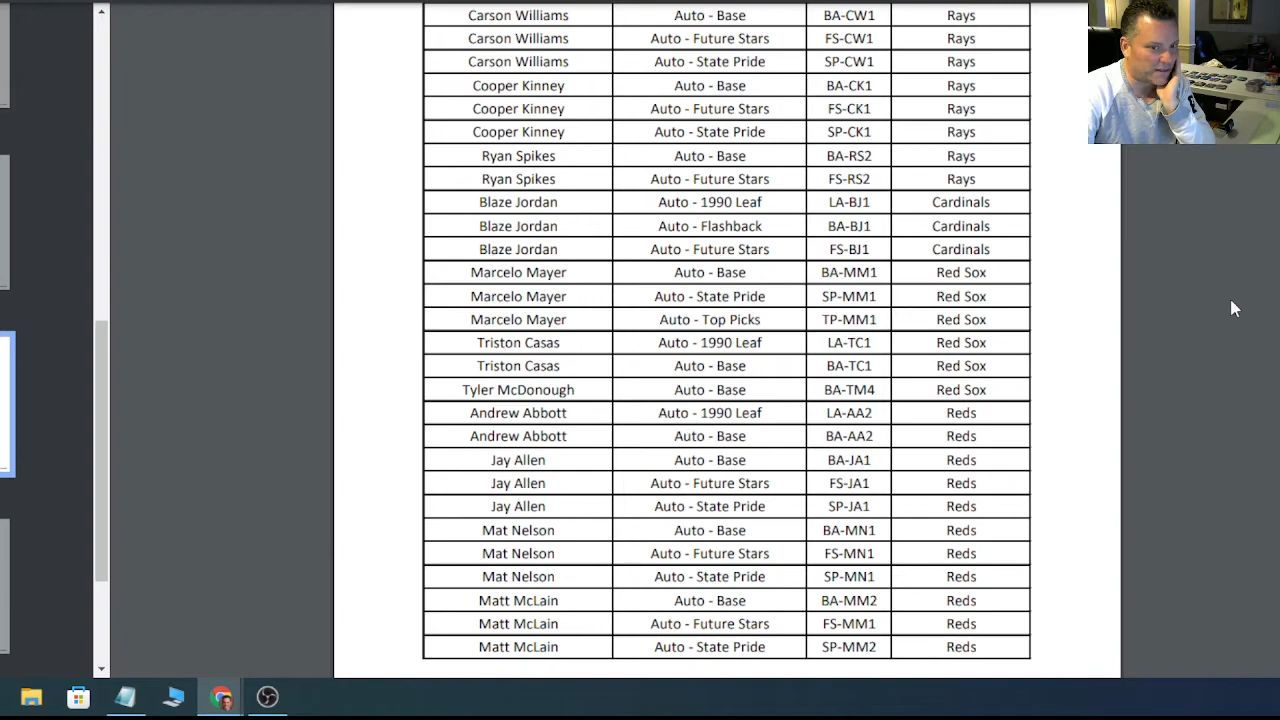 Carson Williams Auto - Base BA-CW1 Rays
Carson Williams Auto - Future Stars FS-CW1 Rays
Carson Williams Auto - State Pride SP-CW1 Rays
Cooper Kinney Auto - Base BA-CK1 Rays
Cooper Kinney Auto - Future Stars FS-CK1 Rays
Cooper Kinney Auto - State Pride SP-CK1 Rays
Ryan Spikes Auto - Base BA-RS2 Rays
Ryan Spikes Auto - Future Stars FS-RS2 Rays
Blaze Jordan Auto - 1990 Leaf LA-BJ1 Cardinals
Blaze Jordan Auto - Flashback BA-BJ1 Cardinals
Blaze Jordan Auto - Future Stars FS-BJ1 Cardinals
Marcelo Mayer Auto - Base BA-MM1 Red Sox
Marcelo Mayer Auto - State Pride SP-MM1 Red Sox
Marcelo Mayer Auto - Top Picks TP-MM1 Red Sox
Triston Casas Auto - 1990 Leaf LA-TC1 Red Sox
Triston Casas Auto - Base BA-TC1 Red Sox
Tyler McDonough Auto - Base BA-TM4 Red Sox
Andrew Abbott Auto - 1990 Leaf LA-AA2 Reds
Andrew Abbott Auto - Base BA-AA2 Reds
Jay Allen Auto - Base BA-JA1 Reds
Jay Allen Auto - Future Stars FS-JA1 Reds
Jay Allen Auto - State Pride SP-JA1 Reds
Mat Nelson Auto - Base BA-MN1 Reds
Mat Nelson Auto - Future Stars FS-MN1 Reds
Mat Nelson Auto - State Pride SP-MN1 Reds
Matt McLain Auto - Base BA-MM2 Reds
Matt McLain Auto - Future Stars FS-MM1 Reds
Matt McLain Auto - State Pride SP-MM2 Reds